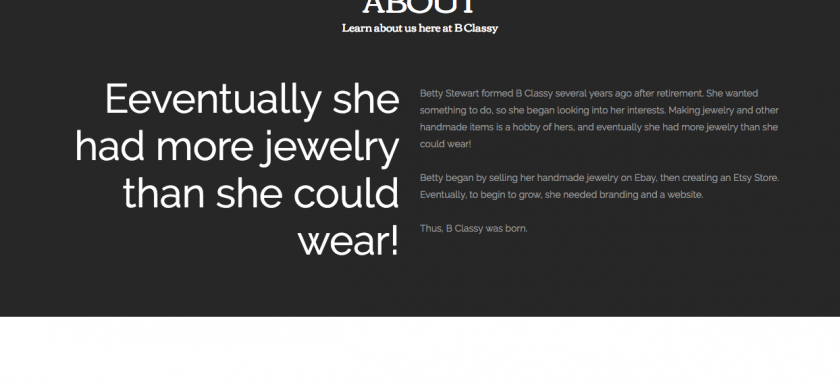 ABOUT
Learn about us here at B Classy
Eeventually she
had more jewelry
than she could
wear!
Betty Stewart formed B Classy several years ago after retirement. She wanted
something to do, so she began looking into her interests. Making jewelry and other
handmade items is a hobby of hers, and eventually she had more jewelry than she
could wear!
Betty began by selling her handmade jewelry on Ebay, then creating an Etsy Store.
Eventually, to begin to grow, she needed branding and a website.
Thus, B Classy was born.